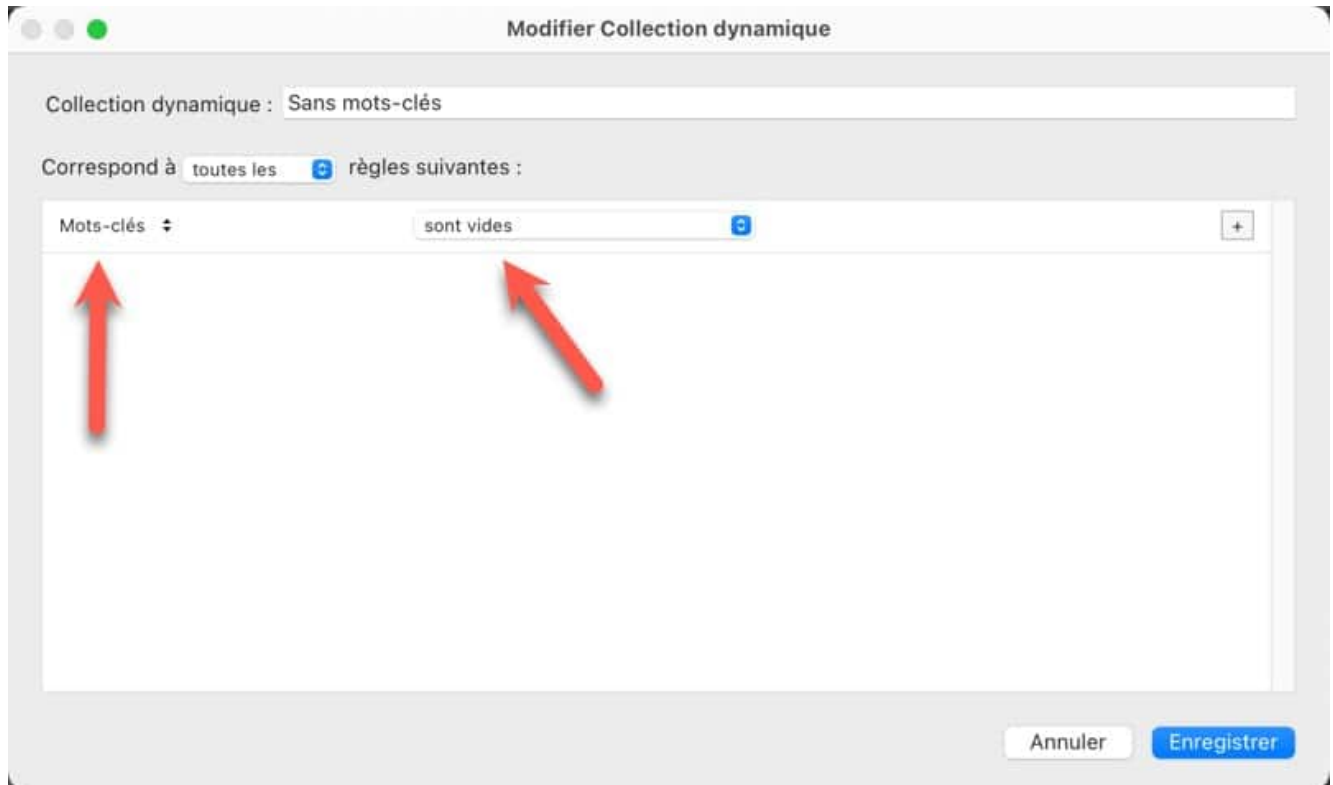 Modifier Collection dynamique
Collection dynamique : Sans mots-clés
Correspond à toutes les règles suivantes :
Mots-clés sont vides +
Annuler Enregistrer